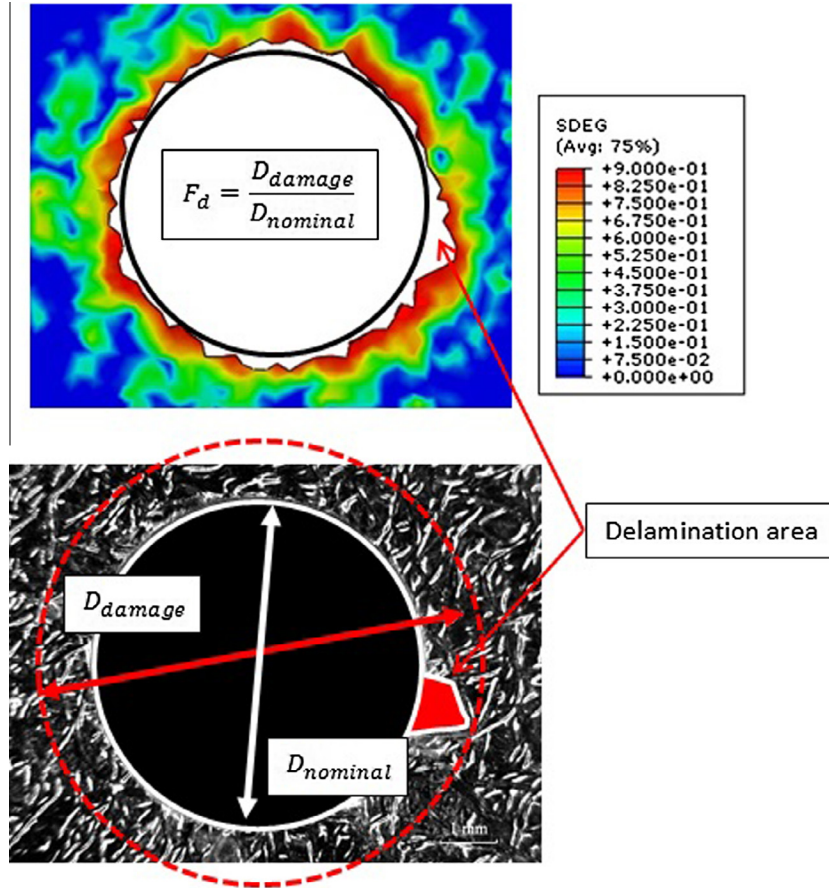 F_d = D_damage / D_nominal
SDEG
(Avg: 75%)
+9.000e-01
+8.250e-01
+7.500e-01
+6.750e-01
+6.000e-01
+5.250e-01
+4.500e-01
+3.750e-01
+3.000e-01
+2.250e-01
+1.500e-01
+7.500e-02
+0.000e+00
Delamination area
D_damage
D_nominal
1 mm